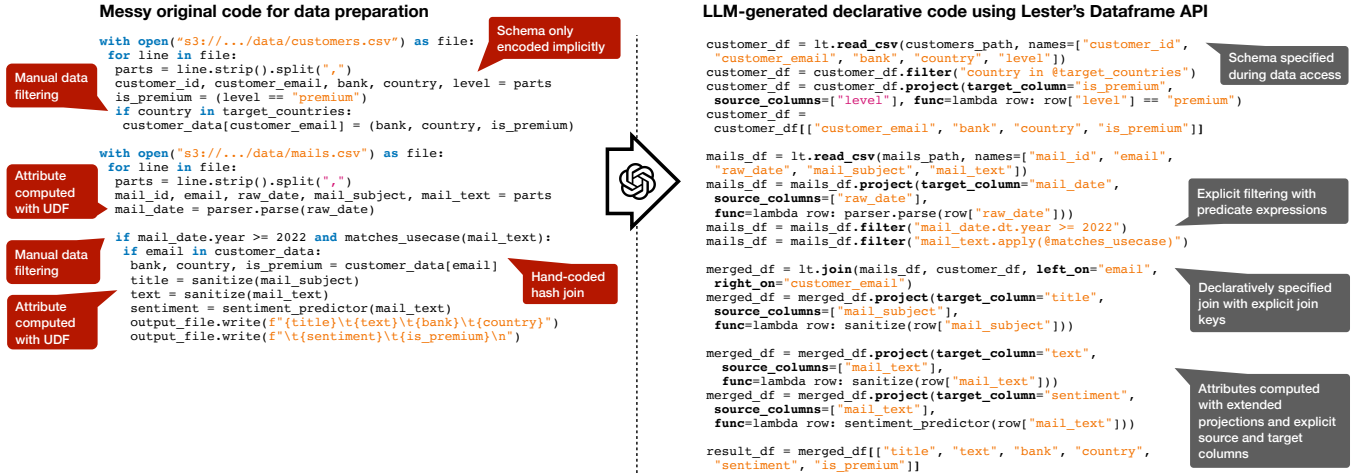 Messy original code for data preparation
with open("s3://.../data/customers.csv") as file:
for line in file:
parts = line.strip().split(",")
customer_id, customer_email, bank, country, level = parts
is_premium = (level == "premium")
if country in target_countries:
customer_data[customer_email] = (bank, country, is_premium)
Schema only
encoded implicitly
Manual data
filtering
with open("s3://.../data/mails.csv") as file:
for line in file:
parts = line.strip().split(",")
mail_id, email, raw_date, mail_subject, mail_text = parts
mail_date = parser.parse(raw_date)
Attribute
computed
with UDF
if mail_date.year >= 2022 and matches_usecase(mail_text):
if email in customer_data:
bank, country, is_premium = customer_data[email]
title = sanitize(mail_subject)
text = sanitize(mail_text)
sentiment = sentiment_predictor(mail_text)
output_file.write(f"{title}\t{text}\t{bank}\t{country}")
output_file.write(f"\t{sentiment}\t{is_premium}\n")
Manual data
filtering
Attribute
computed
with UDF
Hand-coded
hash join
LLM-generated declarative code using Lester's Dataframe API
customer_df = lt.read_csv(customers_path, names=["customer_id",
"customer_email", "bank", "country", "level"])
customer_df = customer_df.filter("country in @target_countries")
customer_df = customer_df.project(target_column="is_premium",
source_columns=["level"], func=lambda row: row["level"] == "premium")
customer_df =
customer_df[["customer_email", "bank", "country", "is_premium"]]
Schema specified
during data access
mails_df = lt.read_csv(mails_path, names=["mail_id", "email",
"raw_date", "mail_subject", "mail_text"])
mails_df = mails_df.project(target_column="mail_date",
source_columns=["raw_date"],
func=lambda row: parser.parse(row["raw_date"]))
mails_df = mails_df.filter("mail_date.dt.year >= 2022")
mails_df = mails_df.filter("mail_text.apply(@matches_usecase)")
Explicit filtering with
predicate expressions
merged_df = lt.join(mails_df, customer_df, left_on="email",
right_on="customer_email")
merged_df = merged_df.project(target_column="title",
source_columns=["mail_subject"],
func=lambda row: sanitize(row["mail_subject"]))
Declaratively specified
join with explicit join
keys
merged_df = merged_df.project(target_column="text",
source_columns=["mail_text"],
func=lambda row: sanitize(row["mail_text"]))
merged_df = merged_df.project(target_column="sentiment",
source_columns=["mail_text"],
func=lambda row: sentiment_predictor(row["mail_text"]))
Attributes computed
with extended
projections and explicit
source and target
columns
result_df = merged_df[["title", "text", "bank", "country",
"sentiment", "is_premium"]]